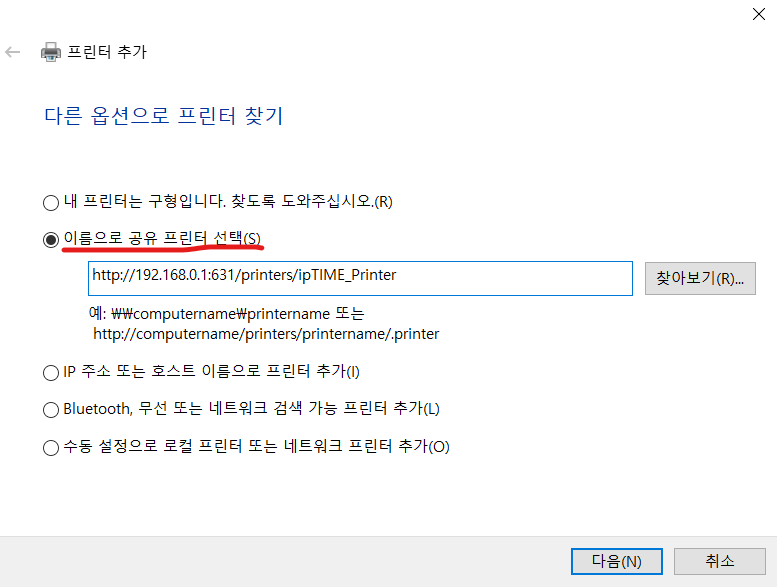 프린터 추가
다른 옵션으로 프린터 찾기
내 프린터는 구형입니다. 찾도록 도와주십시오.(R)
이름으로 공유 프린터 선택(S)
http://192.168.0.1:631/printers/ipTIME_Printer
찾아보기(R)...
예: ₩₩computername₩printername 또는
http://computername/printers/printername/.printer
IP 주소 또는 호스트 이름으로 프린터 추가(I)
Bluetooth, 무선 또는 네트워크 검색 가능 프린터 추가(L)
수동 설정으로 로컬 프린터 또는 네트워크 프린터 추가(O)
다음(N)
취소